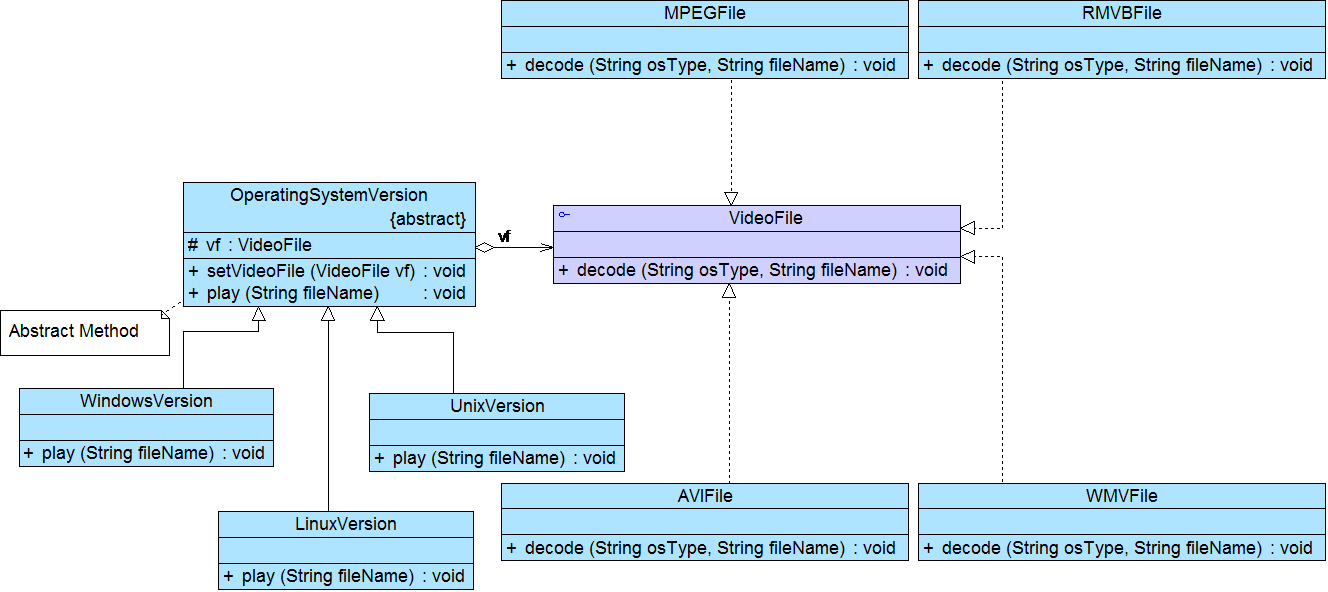 MPEGFile
+ decode (String osType, String fileName) : void
RMVBFile
+ decode (String osType, String fileName) : void
OperatingSystemVersion
{abstract}
# vf : VideoFile
+ setVideoFile (VideoFile vf) : void
+ play (String fileName) : void
vf
VideoFile
+ decode (String osType, String fileName) : void
Abstract Method
WindowsVersion
+ play (String fileName) : void
UnixVersion
+ play (String fileName) : void
LinuxVersion
+ play (String fileName) : void
AVIFile
+ decode (String osType, String fileName) : void
WMVFile
+ decode (String osType, String fileName) : void